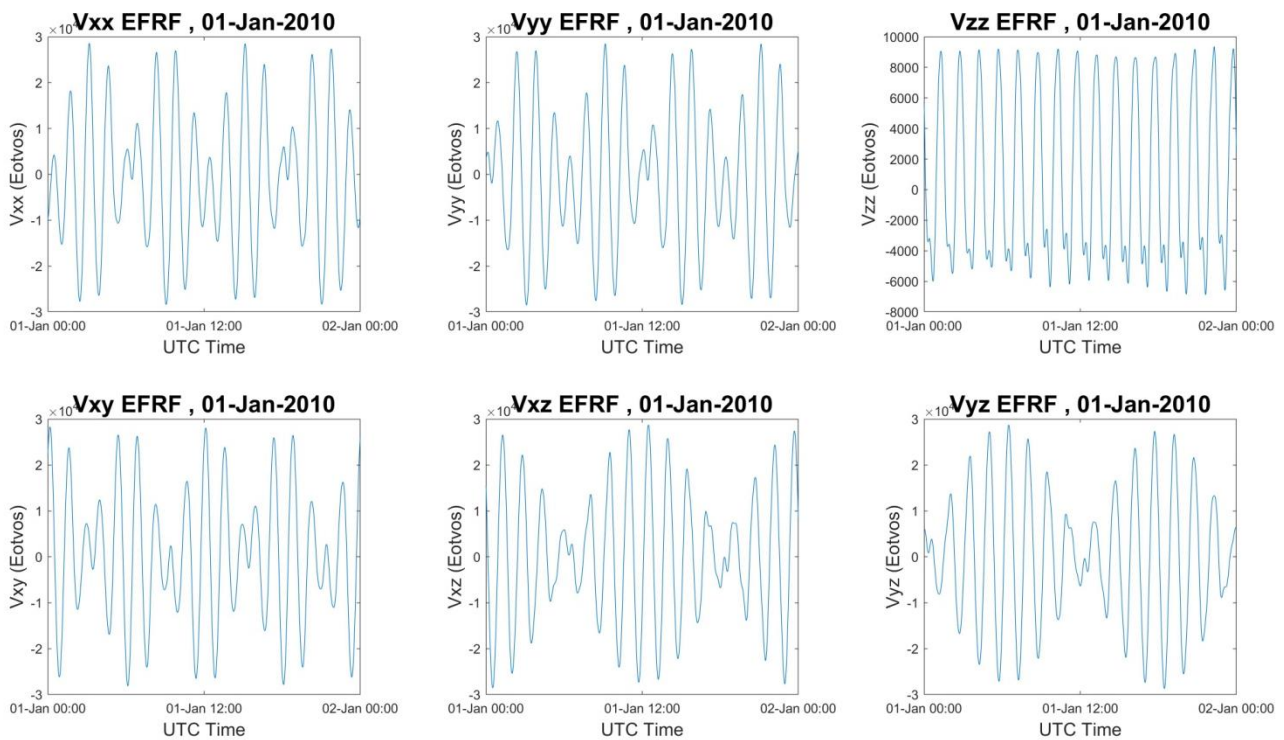 Vxx EFRF , 01-Jan-2010
×10⁴
3
2
1
0
-1
-2
-3
Vxx (Eotvos)
01-Jan 00:00 01-Jan 12:00 02-Jan 00:00
UTC Time
Vyy EFRF , 01-Jan-2010
×10⁴
3
2
1
0
-1
-2
-3
Vyy (Eotvos)
01-Jan 00:00 01-Jan 12:00 02-Jan 00:00
UTC Time
Vzz EFRF , 01-Jan-2010
10000
8000
6000
4000
2000
0
-2000
-4000
-6000
-8000
Vzz (Eotvos)
01-Jan 00:00 01-Jan 12:00 02-Jan 00:00
UTC Time
Vxy EFRF , 01-Jan-2010
×10⁴
3
2
1
0
-1
-2
-3
Vxy (Eotvos)
01-Jan 00:00 01-Jan 12:00 02-Jan 00:00
UTC Time
Vxz EFRF , 01-Jan-2010
×10⁴
3
2
1
0
-1
-2
-3
Vxz (Eotvos)
01-Jan 00:00 01-Jan 12:00 02-Jan 00:00
UTC Time
Vyz EFRF , 01-Jan-2010
×10⁴
3
2
1
0
-1
-2
-3
Vyz (Eotvos)
01-Jan 00:00 01-Jan 12:00 02-Jan 00:00
UTC Time